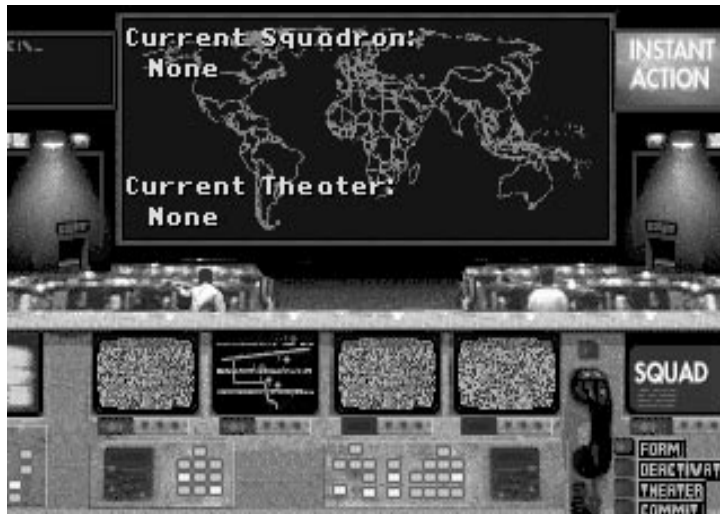 Current Squadron:
None
INSTANT
ACTION
Current Theater:
None
SQUAD
FORM
DEACTIVAT
THEATER
COMMIT